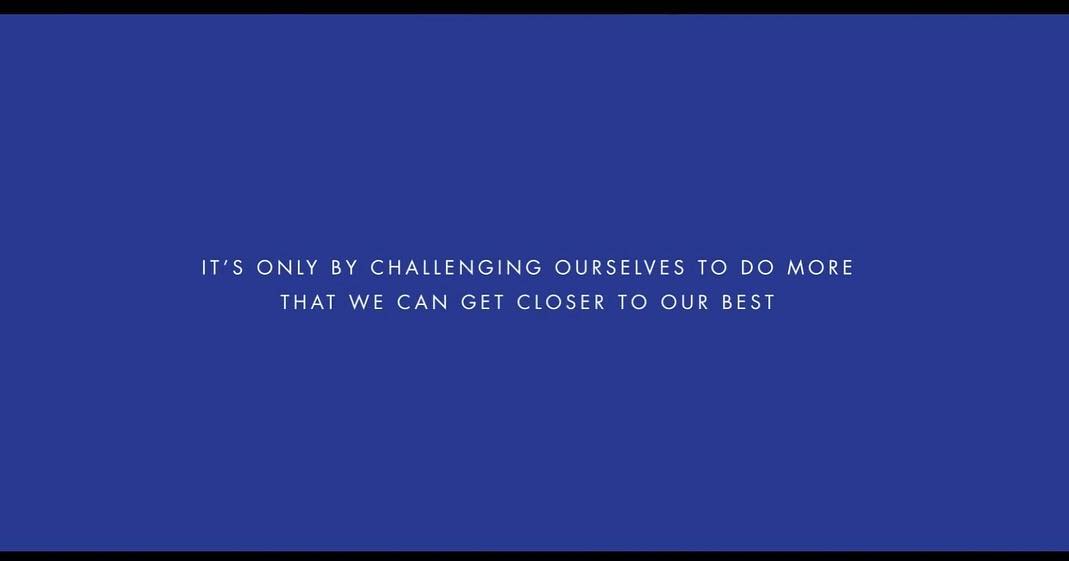 IT’S ONLY BY CHALLENGING OURSELVES TO DO MORE
THAT WE CAN GET CLOSER TO OUR BEST